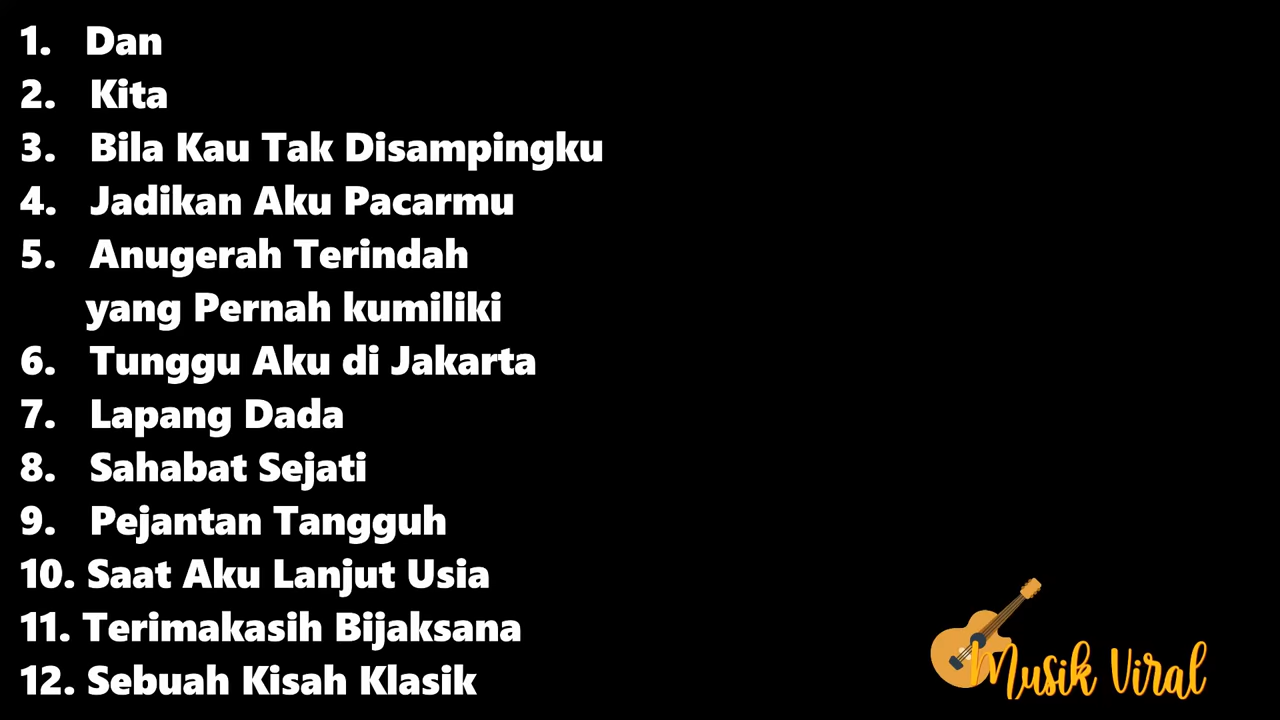 1. Dan
2. Kita
3. Bila Kau Tak Disampingku
4. Jadikan Aku Pacarmu
5. Anugerah Terindah
yang Pernah kumiliki
6. Tunggu Aku di Jakarta
7. Lapang Dada
8. Sahabat Sejati
9. Pejantan Tangguh
10. Saat Aku Lanjut Usia
11. Terimakasih Bijaksana
12. Sebuah Kisah Klasik
Musik Viral